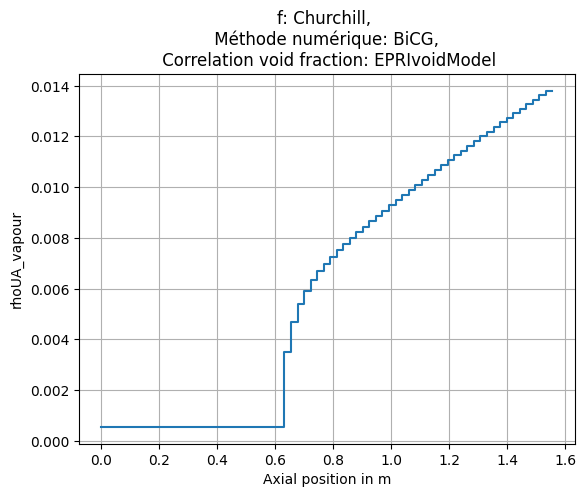 f: Churchill,
Méthode numérique: BiCG,
Correlation void fraction: EPRIvoidModel
0.014
0.012
0.010
0.008
0.006
0.004
0.002
0.000
rhoUA_vapour
0.0 0.2 0.4 0.6 0.8 1.0 1.2 1.4 1.6
Axial position in m